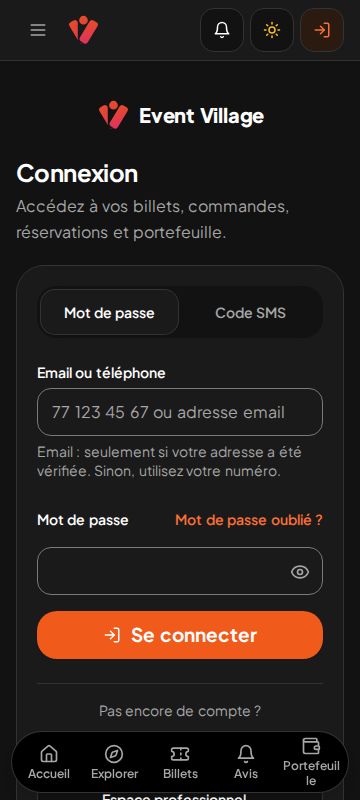 Event Village
Connexion
Accédez à vos billets, commandes,
réservations et portefeuille.
Mot de passe
Code SMS
Email ou téléphone
77 123 45 67 ou adresse email
Email : seulement si votre adresse a été
vérifiée. Sinon, utilisez votre numéro.
Mot de passe
Mot de passe oublié ?
Se connecter
Pas encore de compte ?
Accueil
Explorer
Billets
Avis
Portefeuil
le
Espace professionnel